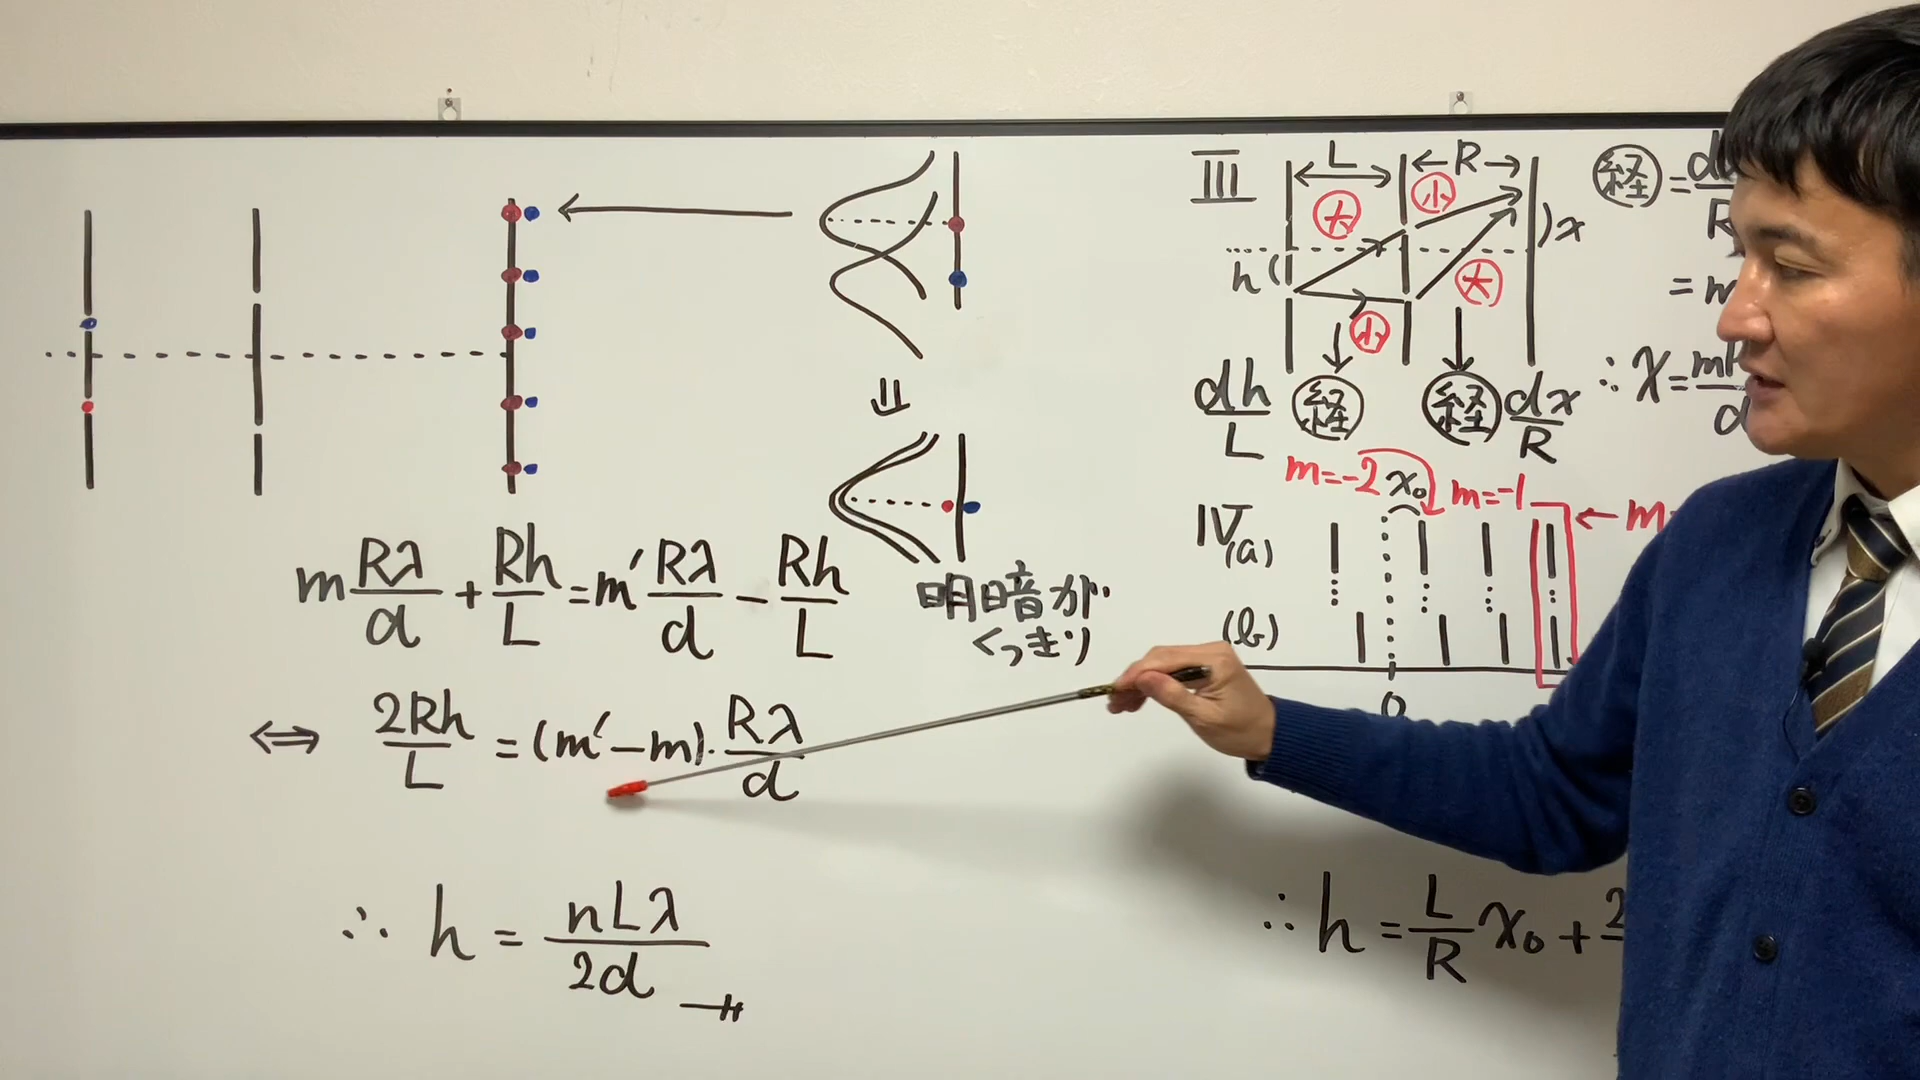 m Rλ/d + Rh/L = m′ Rλ/d − Rh/L
⇔ 2Rh/L = (m′−m)・Rλ/d
∴ h = nLλ/2d
=
明暗が
くっきり
III
L
R
大
小
h
x
大
小
dh/L
経
経
dx/R
経 =
R
= m
∴ x =
d
m=-2
x₀
m=-1
← m
IV
(a)
(b)
0
∴ h = L/R x₀ + 2